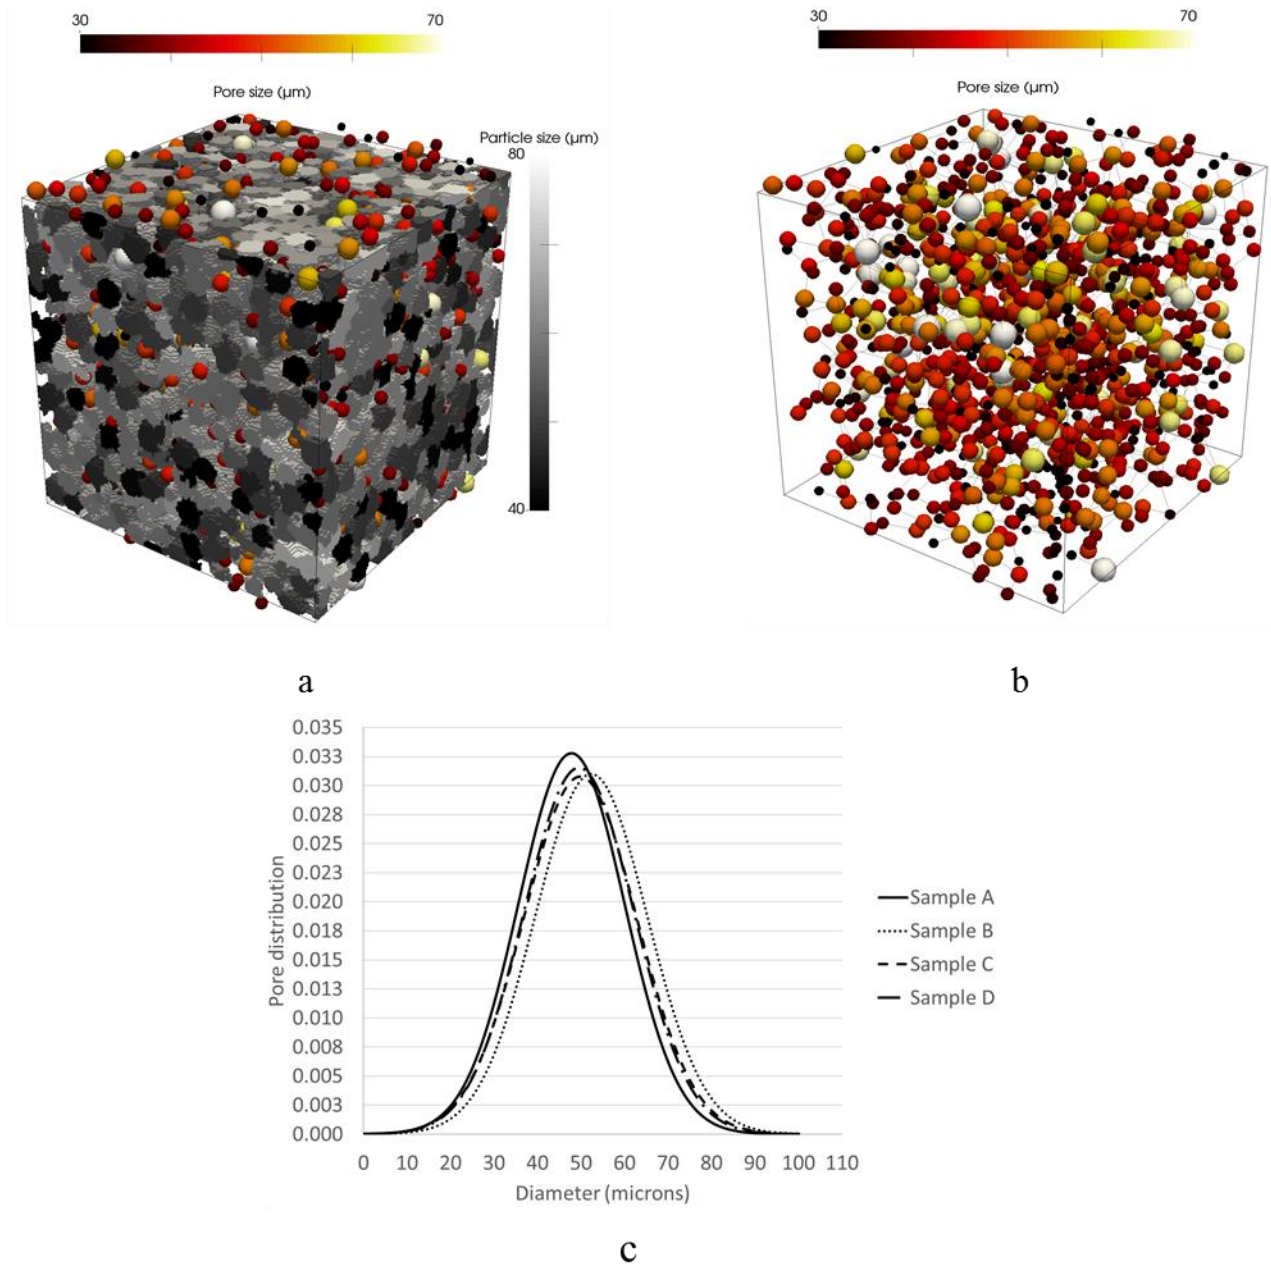 30 70
Pore size (μm)
Particle size (μm)
80
40
a
30 70
Pore size (μm)
b
0.035
0.033
0.030
0.028
0.025
0.023
0.020
0.018
0.015
0.013
0.010
0.008
0.005
0.003
0.000
Pore distribution
0 10 20 30 40 50 60 70 80 90 100 110
Diameter (microns)
Sample A
Sample B
Sample C
Sample D
c